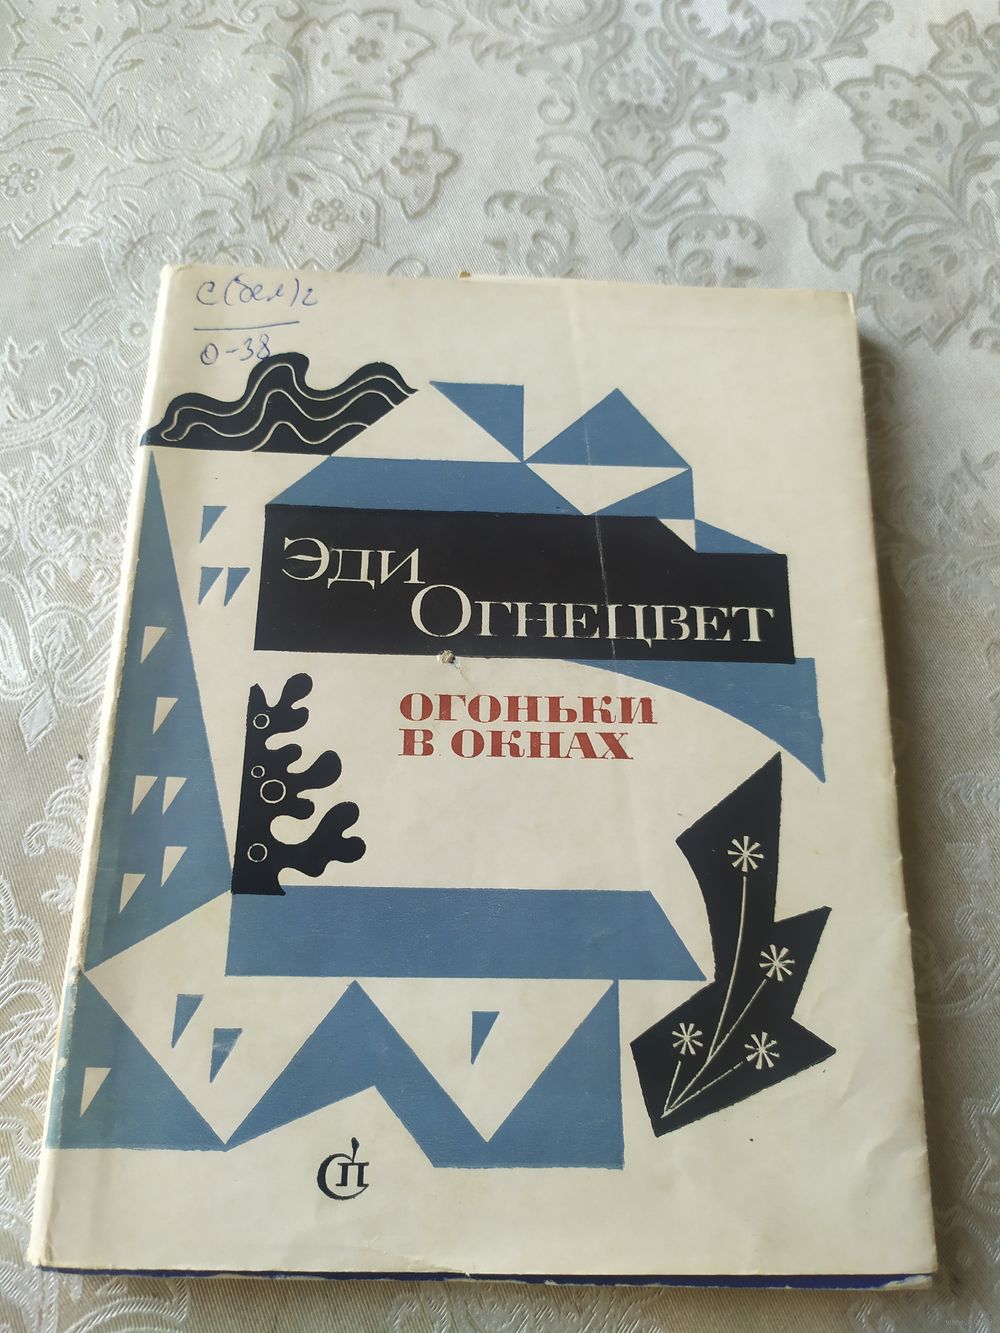 С(бел)2
О-38
ЭДИ
ОГНЕЦВЕТ
ОГОНЬКИ
В ОКНАХ
СП